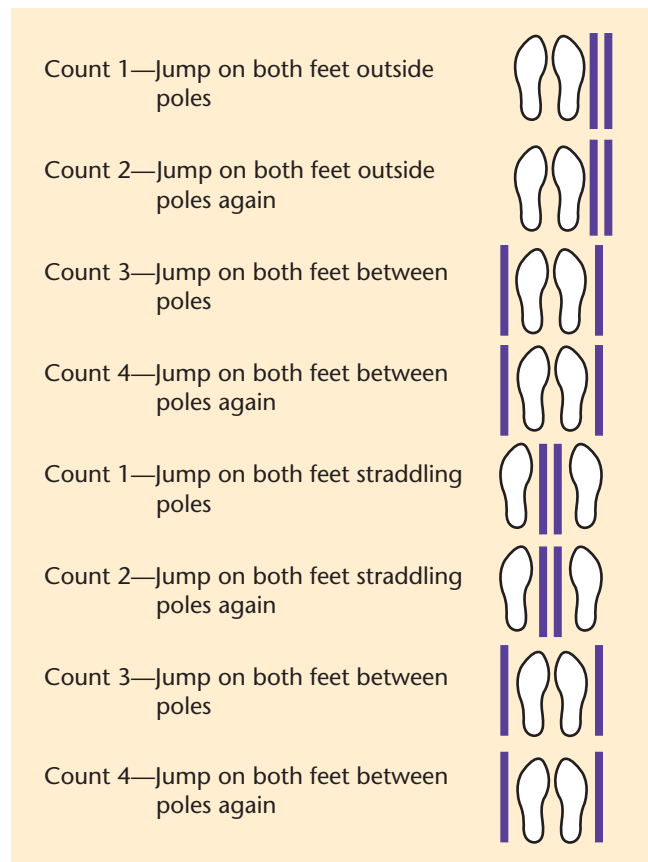 Count 1—Jump on both feet outside
poles
Count 2—Jump on both feet outside
poles again
Count 3—Jump on both feet between
poles
Count 4—Jump on both feet between
poles again
Count 1—Jump on both feet straddling
poles
Count 2—Jump on both feet straddling
poles again
Count 3—Jump on both feet between
poles
Count 4—Jump on both feet between
poles again